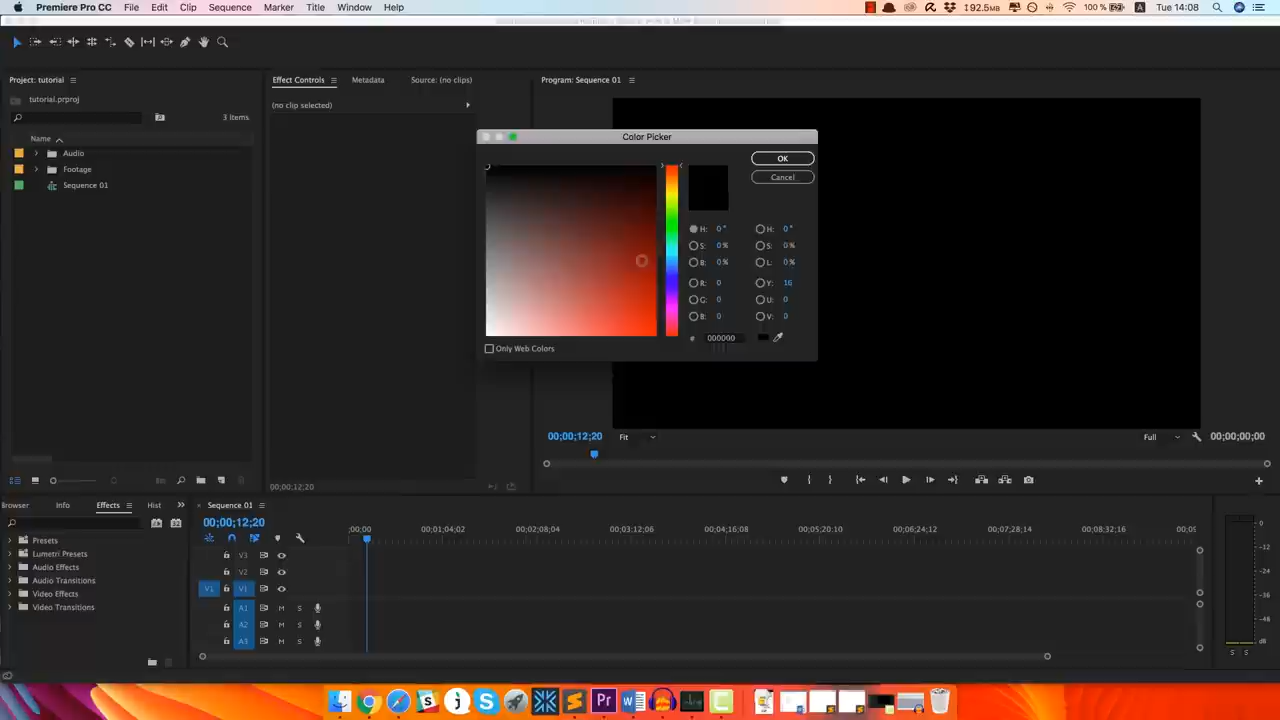 Premiere Pro CC File Edit Clip Sequence Marker Title Window Help 192.5MB 100 % A Tue 14:08
Project: tutorial
tutorial.prproj
3 Items
Name
Audio
Footage
Sequence 01
Effect Controls Metadata Source: (no clips)
(no clip selected)
00;00;12;20
Program: Sequence 01
Color Picker
OK
Cancel
H: 0 ° H: 0 °
S: 0 % S: 0 %
B: 0 % L: 0 %
R: 0 Y: 16
G: 0 U: 0
B: 0 V: 0
# 000000
Only Web Colors
00;00;12;20 Fit Full 00;00;00;00
Browser Info Effects Hist
Presets
Lumetri Presets
Audio Effects
Audio Transitions
Video Effects
Video Transitions
Sequence 01
00;00;12;20
;00;00 00;01;04;02 00;02;08;04 00;03;12;06 00;04;16;08 00;05;20;10 00;06;24;12 00;07;28;14 00;08;32;16
V3
V2
V1 V1
A1 M S
A2 M S
A3 M S
0
-12
-24
-36
-48
dB
S S
S
j
S
Pr
W
C